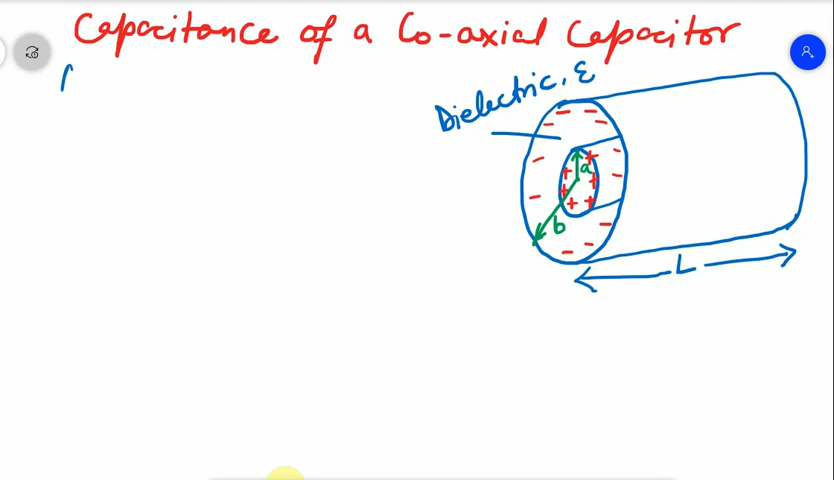 Capacitance of a Co-axial Capacitor
Dielectric, ε
a
b
L